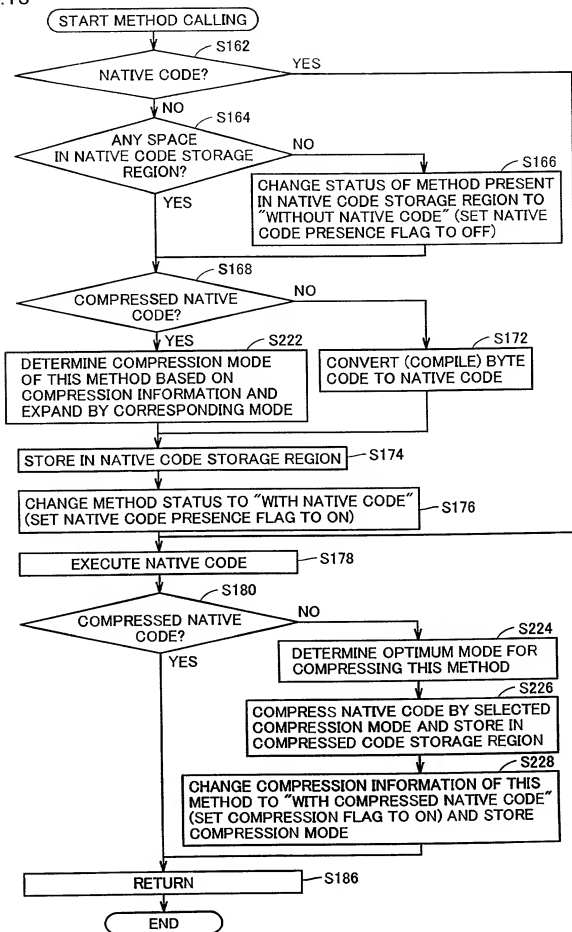 START METHOD CALLING
S162
NATIVE CODE?
YES
NO
S164
ANY SPACE
IN NATIVE CODE STORAGE
REGION?
NO
YES
S166
CHANGE STATUS OF METHOD PRESENT
IN NATIVE CODE STORAGE REGION TO
"WITHOUT NATIVE CODE" (SET NATIVE
CODE PRESENCE FLAG TO OFF)
S168
COMPRESSED NATIVE
CODE?
NO
YES
S222
DETERMINE COMPRESSION MODE
OF THIS METHOD BASED ON
COMPRESSION INFORMATION AND
EXPAND BY CORRESPONDING MODE
S172
CONVERT (COMPILE) BYTE
CODE TO NATIVE CODE
STORE IN NATIVE CODE STORAGE REGION
S174
CHANGE METHOD STATUS TO "WITH NATIVE CODE"
(SET NATIVE CODE PRESENCE FLAG TO ON)
S176
EXECUTE NATIVE CODE
S178
S180
COMPRESSED NATIVE
CODE?
NO
YES
S224
DETERMINE OPTIMUM MODE FOR
COMPRESSING THIS METHOD
S226
COMPRESS NATIVE CODE BY SELECTED
COMPRESSION MODE AND STORE IN
COMPRESSED CODE STORAGE REGION
S228
CHANGE COMPRESSION INFORMATION OF THIS
METHOD TO "WITH COMPRESSED NATIVE CODE"
(SET COMPRESSION FLAG TO ON) AND STORE
COMPRESSION MODE
RETURN
S186
END